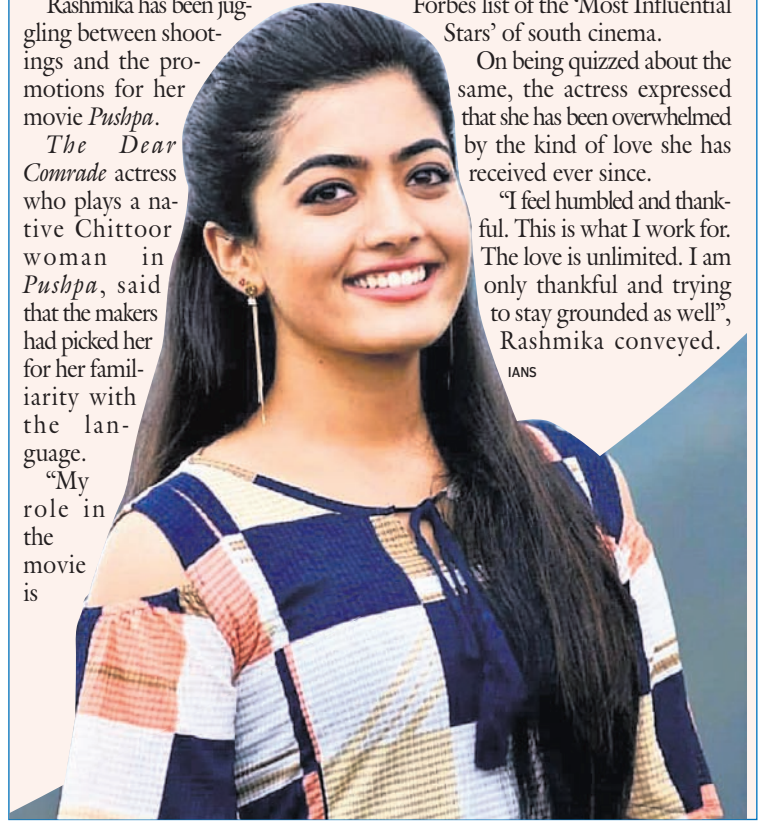 Rashmika has been jug-
gling between shoot-
ings and the pro-
motions for her
movie Pushpa.
The Dear
Comrade actress
who plays a na-
tive Chittoor
woman in
Pushpa, said
that the makers
had picked her
for her famil-
iarity with
the lan-
guage.
“My
role in
the
movie
is
Forbes list of the ‘Most Influential
Stars’ of south cinema.
On being quizzed about the
same, the actress expressed
that she has been overwhelmed
by the kind of love she has
received ever since.
“I feel humbled and thank-
ful. This is what I work for.
The love is unlimited. I am
only thankful and trying
to stay grounded as well”,
Rashmika conveyed.
IANS